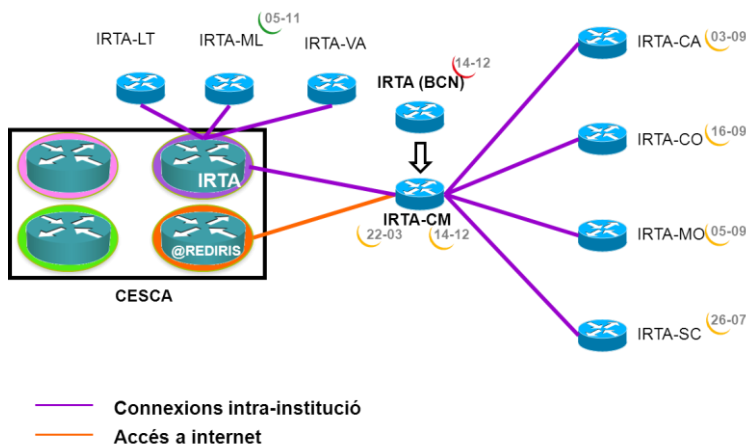 05-11
IRTA-LT
IRTA-ML
IRTA-VA
IRTA-CA
03-09
14-12
IRTA (BCN)
IRTA-CO
16-09
IRTA
IRTA-CM
22-03
14-12
@REDIRIS
IRTA-MO
05-09
CESCA
IRTA-SC
26-07
Connexions intra-institució
Accés a internet